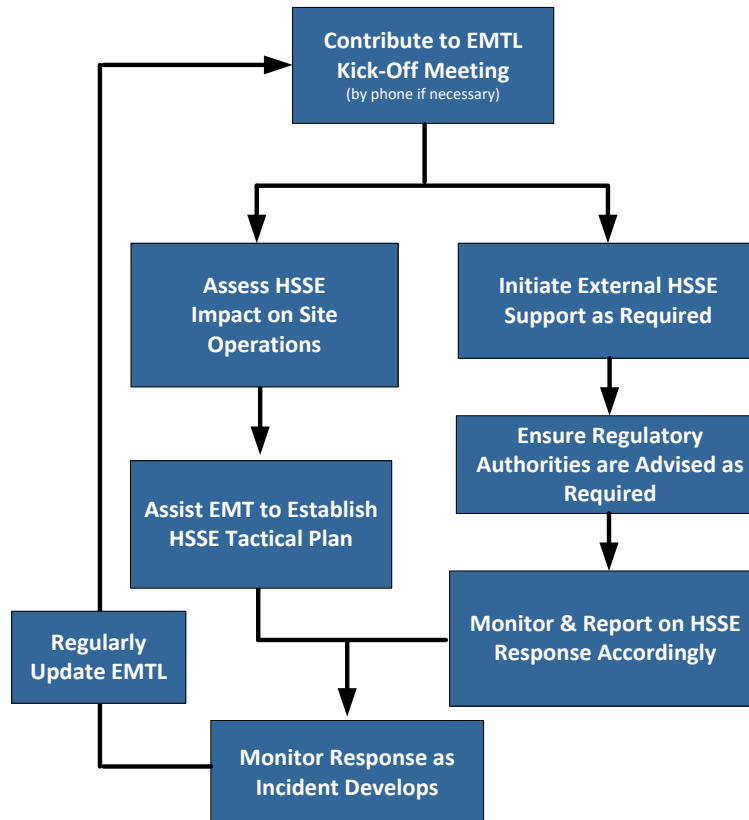 Contribute to EMTL
Kick-Off Meeting
(by phone if necessary)
Assess HSSE
Impact on Site
Operations
Initiate External HSSE
Support as Required
Ensure Regulatory
Authorities are Advised as
Required
Assist EMT to Establish
HSSE Tactical Plan
Monitor & Report on HSSE
Response Accordingly
Regularly
Update EMTL
Monitor Response as
Incident Develops